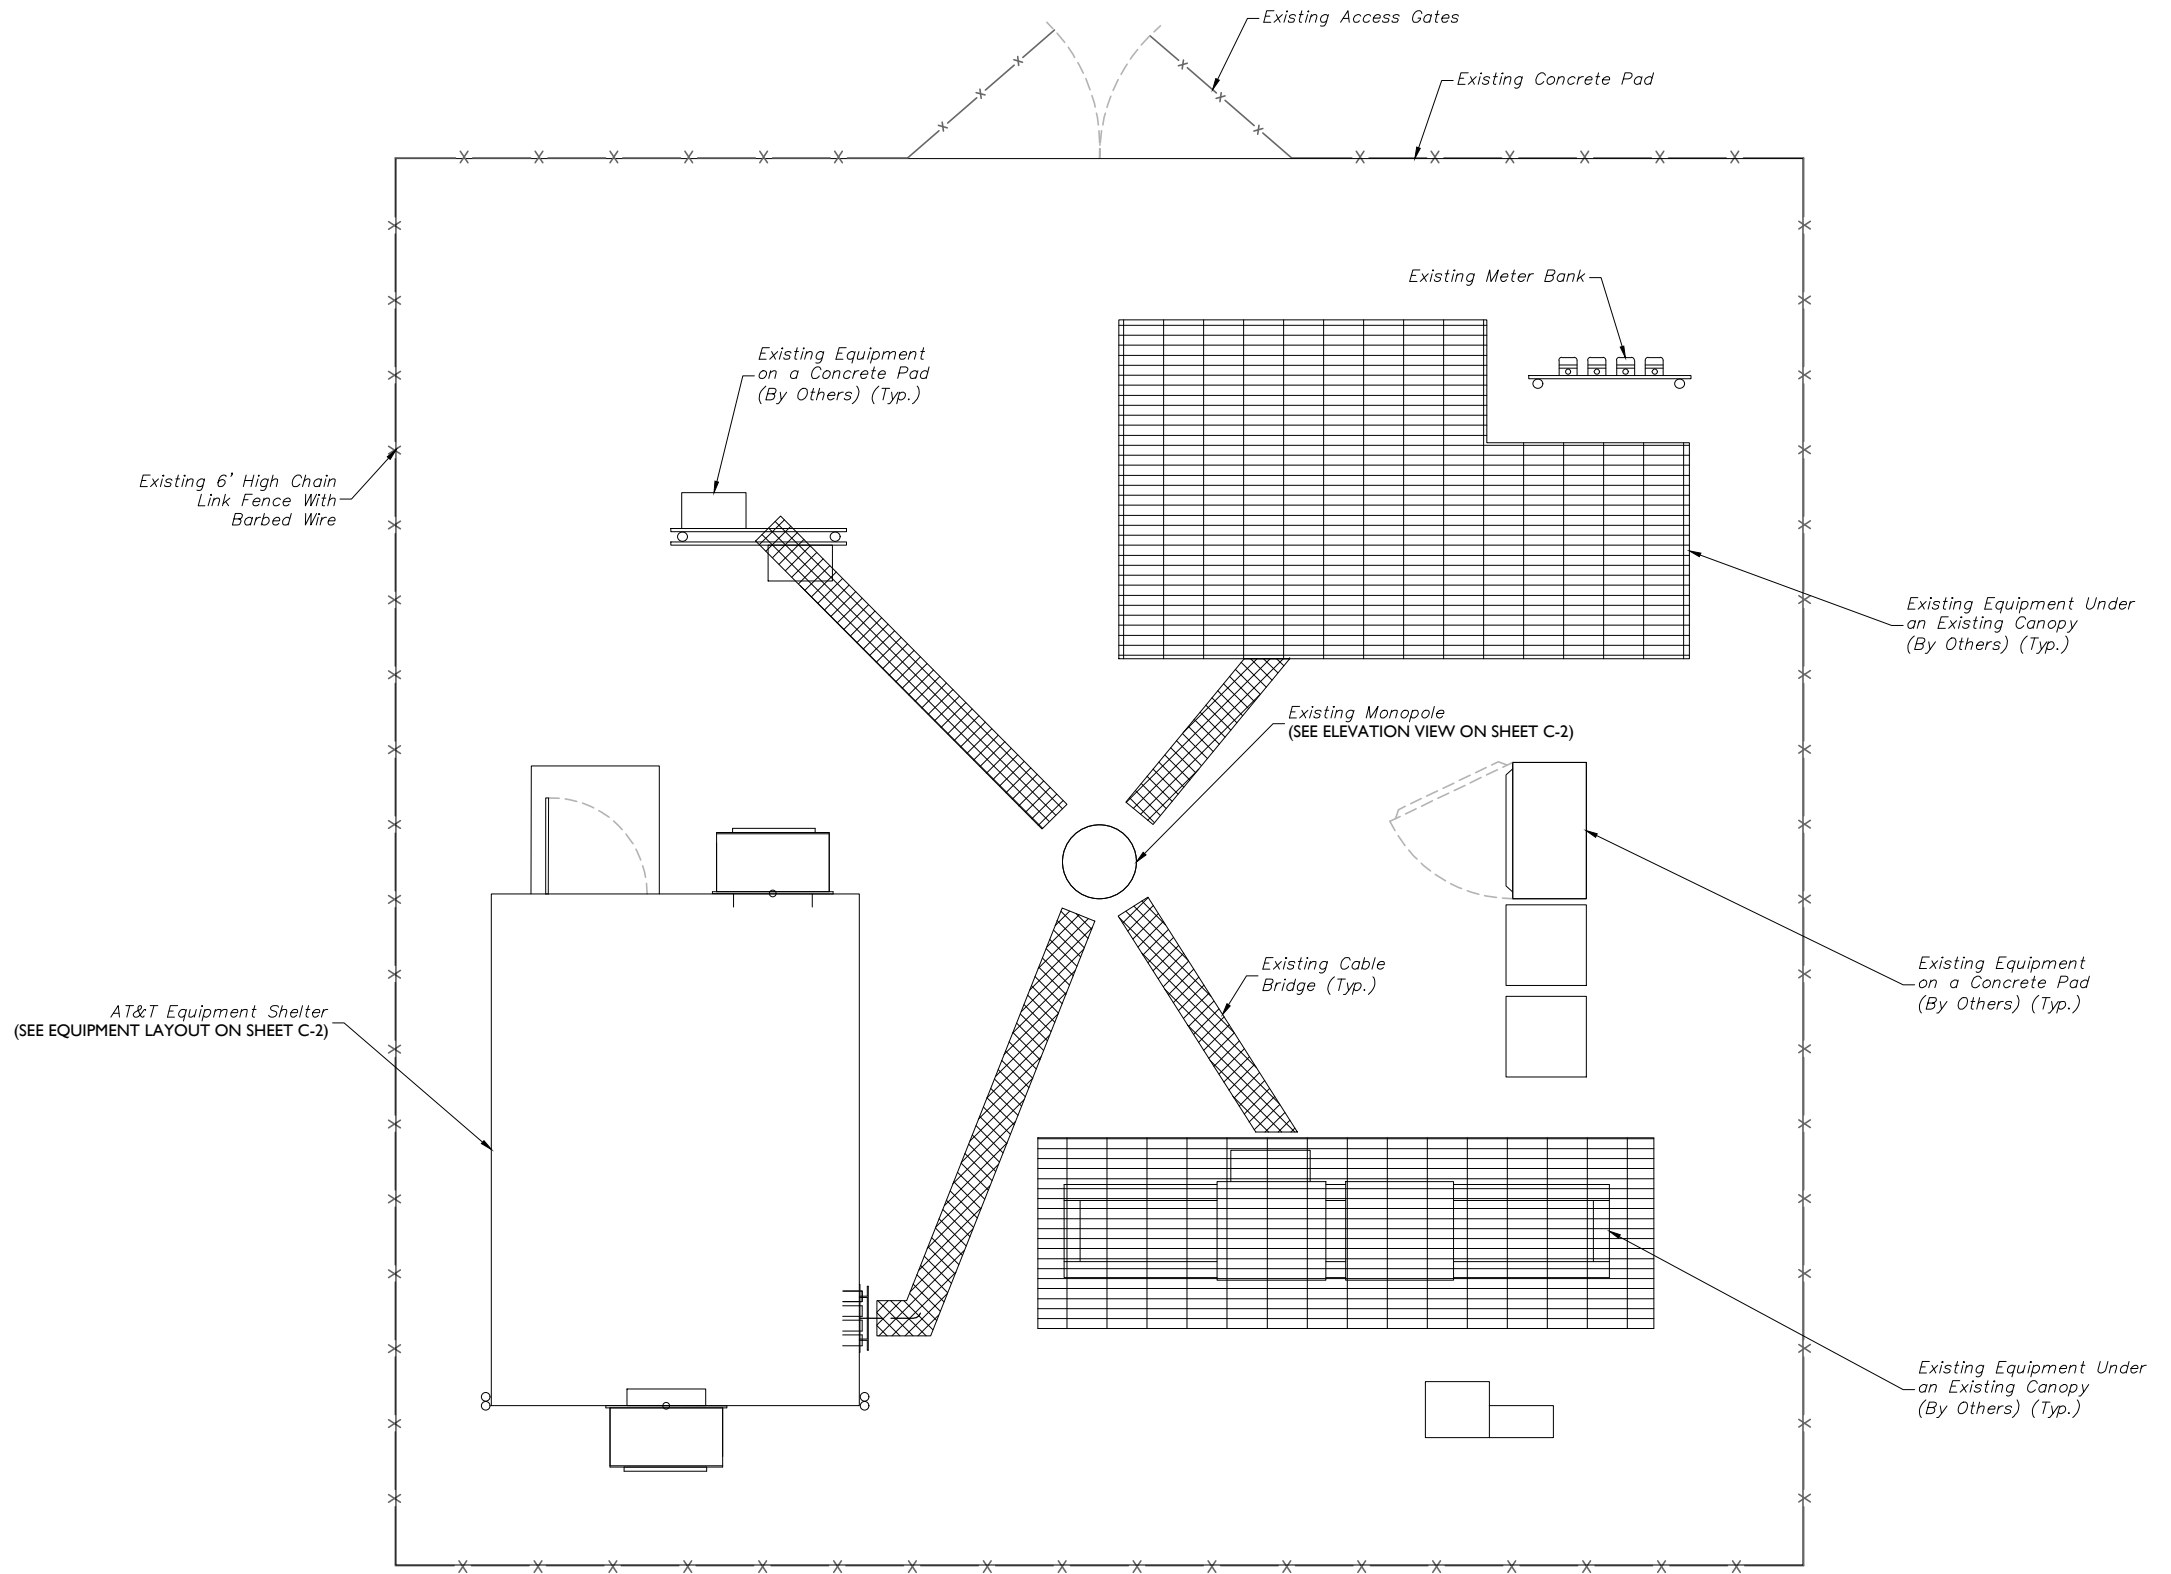 Existing Access Gates
Existing Concrete Pad
Existing Meter Bank
Existing Equipment
on a Concrete Pad
(By Others) (Typ.)
Existing 6' High Chain
Link Fence With
Barbed Wire
Existing Equipment Under
an Existing Canopy
(By Others) (Typ.)
Existing Monopole
(SEE ELEVATION VIEW ON SHEET C-2)
Existing Cable
Bridge (Typ.)
Existing Equipment
on a Concrete Pad
(By Others) (Typ.)
AT&T Equipment Shelter
(SEE EQUIPMENT LAYOUT ON SHEET C-2)
Existing Equipment Under
an Existing Canopy
(By Others) (Typ.)